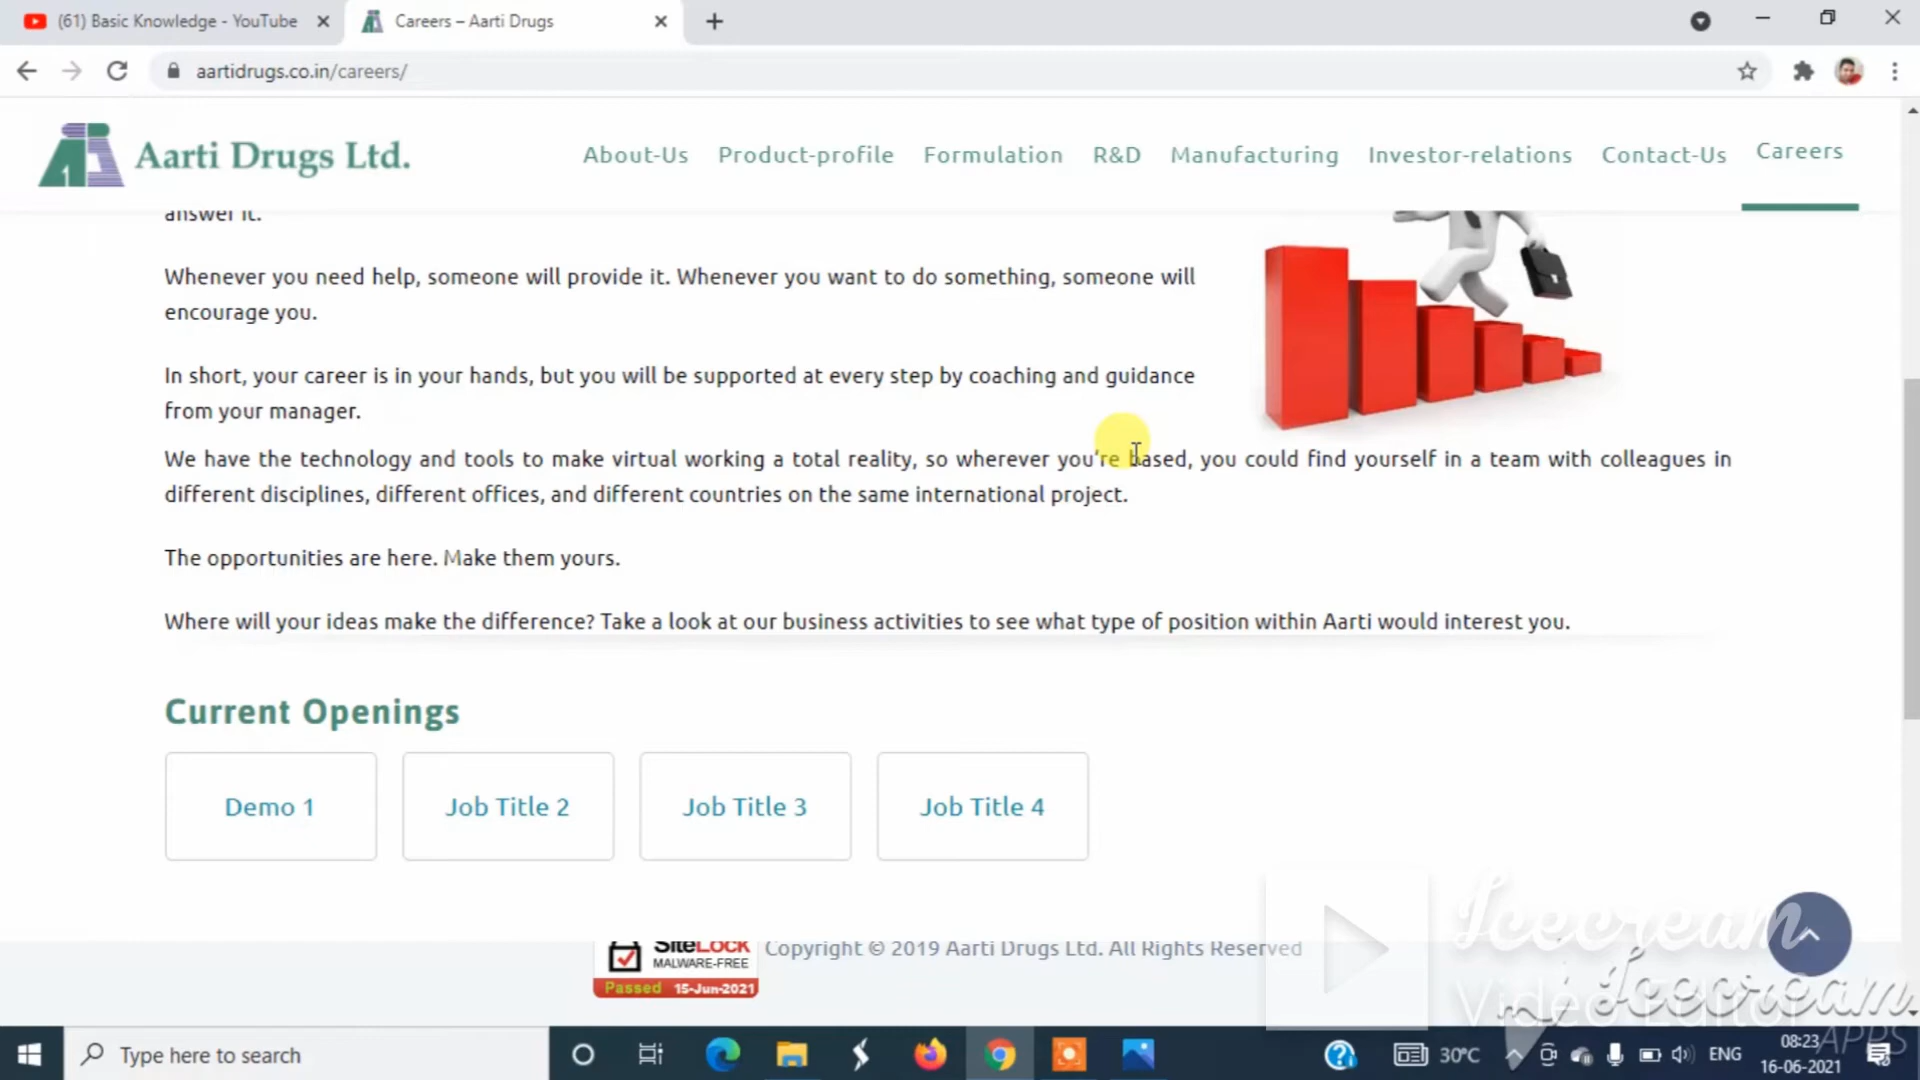 (61) Basic Knowledge - YouTube
Careers – Aarti Drugs
aartidrugs.co.in/careers/
Aarti Drugs Ltd.
About-Us
Product-profile
Formulation
R&D
Manufacturing
Investor-relations
Contact-Us
Careers
answer it.
Whenever you need help, someone will provide it. Whenever you want to do something, someone will
encourage you.
In short, your career is in your hands, but you will be supported at every step by coaching and guidance
from your manager.
We have the technology and tools to make virtual working a total reality, so wherever you're based, you could find yourself in a team with colleagues in
different disciplines, different offices, and different countries on the same international project.
The opportunities are here. Make them yours.
Where will your ideas make the difference? Take a look at our business activities to see what type of position within Aarti would interest you.
Current Openings
Demo 1
Job Title 2
Job Title 3
Job Title 4
SiteLock
MALWARE-FREE
Passed 15-Jun-2021
Copyright © 2019 Aarti Drugs Ltd. All Rights Reserved
Icecream
Video Editor
Icecream
APPS
Type here to search
30°C
ENG
08:23
16-06-2021